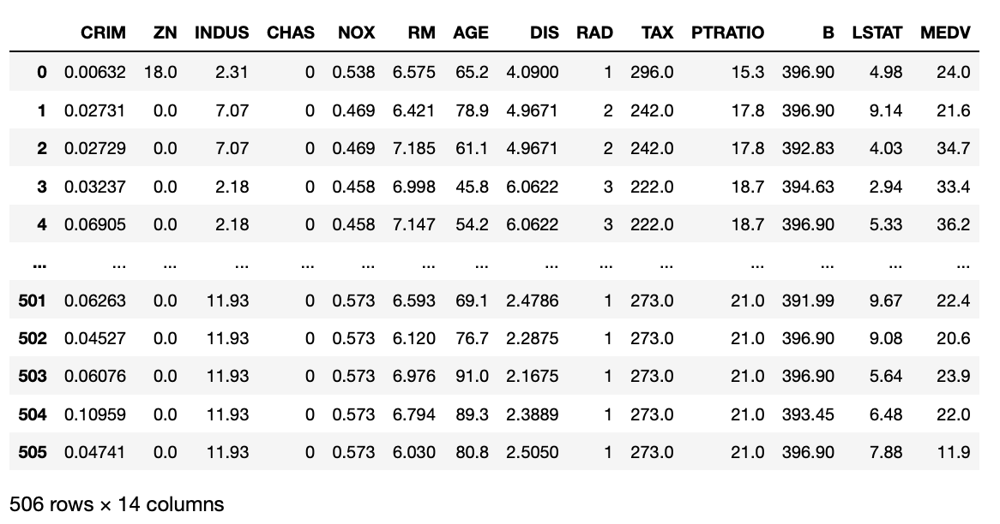 CRIM ZN INDUS CHAS NOX RM AGE DIS RAD TAX PTRATIO B LSTAT MEDV
0 0.00632 18.0 2.31 0 0.538 6.575 65.2 4.0900 1 296.0 15.3 396.90 4.98 24.0
1 0.02731 0.0 7.07 0 0.469 6.421 78.9 4.9671 2 242.0 17.8 396.90 9.14 21.6
2 0.02729 0.0 7.07 0 0.469 7.185 61.1 4.9671 2 242.0 17.8 392.83 4.03 34.7
3 0.03237 0.0 2.18 0 0.458 6.998 45.8 6.0622 3 222.0 18.7 394.63 2.94 33.4
4 0.06905 0.0 2.18 0 0.458 7.147 54.2 6.0622 3 222.0 18.7 396.90 5.33 36.2
... ... ... ... ... ... ... ... ... ... ... ... ... ... ...
501 0.06263 0.0 11.93 0 0.573 6.593 69.1 2.4786 1 273.0 21.0 391.99 9.67 22.4
502 0.04527 0.0 11.93 0 0.573 6.120 76.7 2.2875 1 273.0 21.0 396.90 9.08 20.6
503 0.06076 0.0 11.93 0 0.573 6.976 91.0 2.1675 1 273.0 21.0 396.90 5.64 23.9
504 0.10959 0.0 11.93 0 0.573 6.794 89.3 2.3889 1 273.0 21.0 393.45 6.48 22.0
505 0.04741 0.0 11.93 0 0.573 6.030 80.8 2.5050 1 273.0 21.0 396.90 7.88 11.9
506 rows × 14 columns